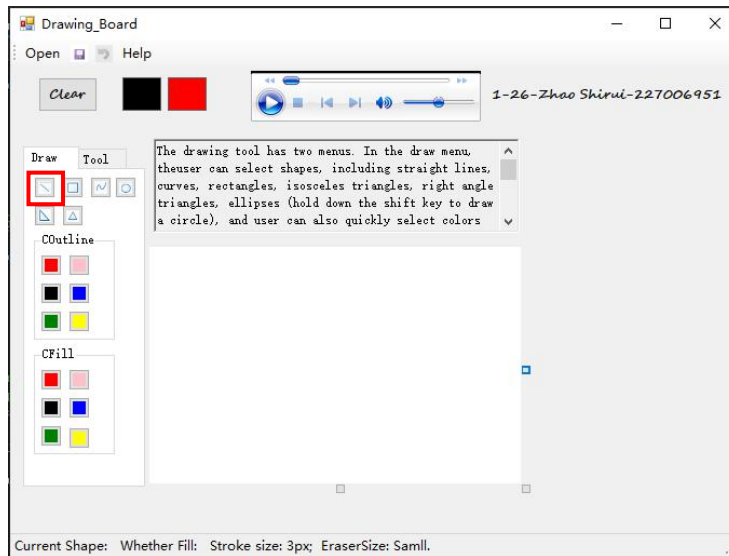 Drawing_Board
Open Help
Clear
1-26-Zhao Shirui-227006951
Draw Tool
The drawing tool has two menus. In the draw menu,
theuser can select shapes, including straight lines,
curves, rectangles, isosceles triangles, right angle
triangles, ellipses (hold down the shift key to draw
a circle), and user can also quickly select colors
COutline
CFill
Current Shape: Whether Fill: Stroke size: 3px; EraserSize: Samll.